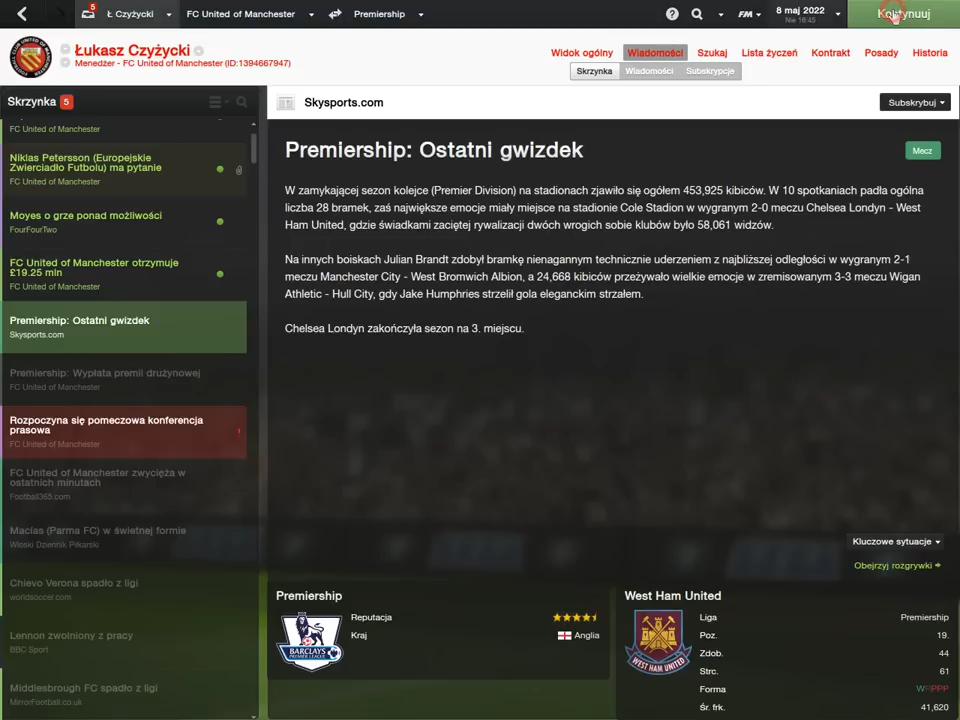 5
Ł Czyżycki
FC United of Manchester
Premiership
FM
8 maj 2022
Nie 16:45
Kontynuuj
Łukasz Czyżycki
Menedżer - FC United of Manchester (ID:1394667947)
Widok ogólny
Wiadomości
Szukaj
Lista życzeń
Kontrakt
Posady
Historia
Skrzynka
Wiadomości
Subskrypcje
Skrzynka 5
FC United of Manchester
Niklas Petersson (Europejskie
Zwierciadło Futbolu) ma pytanie
FC United of Manchester
Moyes o grze ponad możliwości
FourFourTwo
FC United of Manchester otrzymuje
£19.25 mln
FC United of Manchester
Premiership: Ostatni gwizdek
Skysports.com
Premiership: Wypłata premii drużynowej
FC United of Manchester
Rozpoczyna się pomeczowa konferencja
prasowa
FC United of Manchester
FC United of Manchester zwycięża w
ostatnich minutach
Football365.com
Macías (Parma FC) w świetnej formie
Włoski Dziennik Piłkarski
Chievo Verona spadło z ligi
worldsoccer.com
Lennon zwolniony z pracy
BBC Sport
Middlesbrough FC spadło z ligi
MirrorFootball.co.uk
Skysports.com
Subskrybuj
Premiership: Ostatni gwizdek
Mecz
W zamykającej sezon kolejce (Premier Division) na stadionach zjawiło się ogółem 453,925 kibiców. W 10 spotkaniach padła ogólna
liczba 28 bramek, zaś największe emocje miały miejsce na stadionie Cole Stadion w wygranym 2-0 meczu Chelsea Londyn - West
Ham United, gdzie świadkami zaciętej rywalizacji dwóch wrogich sobie klubów było 58,061 widzów.
Na innych boiskach Julian Brandt zdobył bramkę nienagannym technicznie uderzeniem z najbliższej odległości w wygranym 2-1
meczu Manchester City - West Bromwich Albion, a 24,668 kibiców przeżywało wielkie emocje w zremisowanym 3-3 meczu Wigan
Athletic - Hull City, gdy Jake Humphries strzelił gola eleganckim strzałem.
Chelsea Londyn zakończyła sezon na 3. miejscu.
Kluczowe sytuacje
Obejrzyj rozgrywki
Premiership
Reputacja
Kraj
Anglia
BARCLAYS
PREMIER LEAGUE
West Ham United
Liga Premiership
Poz. 19.
Zdob. 44
Strc. 61
Forma WRPPP
Śr. frk. 41,620